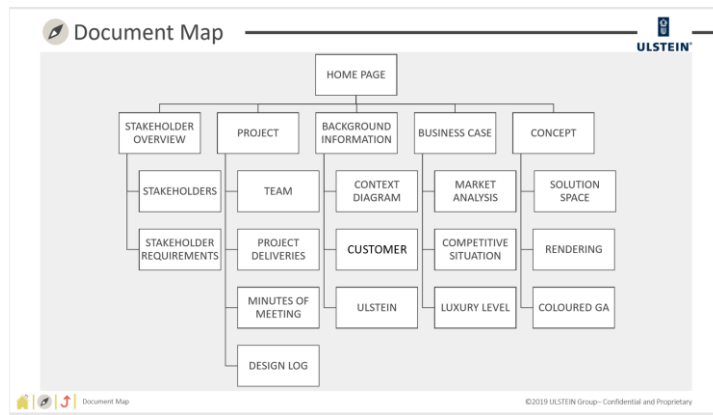 Document Map
ULSTEIN®
HOME PAGE
STAKEHOLDER
OVERVIEW
PROJECT
BACKGROUND
INFORMATION
BUSINESS CASE
CONCEPT
STAKEHOLDERS
TEAM
CONTEXT
DIAGRAM
MARKET
ANALYSIS
SOLUTION
SPACE
STAKEHOLDER
REQUIREMENTS
PROJECT
DELIVERIES
CUSTOMER
COMPETITIVE
SITUATION
RENDERING
MINUTES OF
MEETING
ULSTEIN
LUXURY LEVEL
COLOURED GA
DESIGN LOG
Document Map
©2019 ULSTEIN Group– Confidential and Proprietary